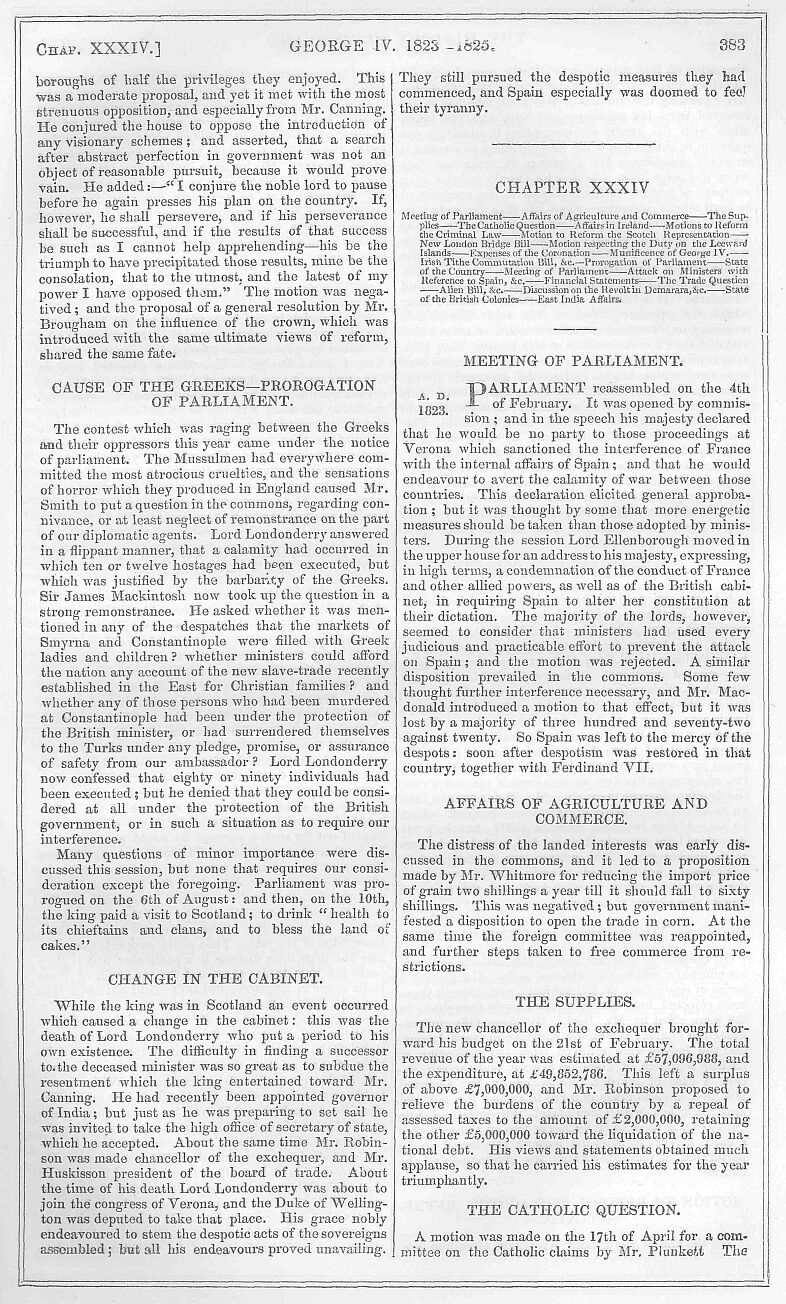 CHAP. XXXIV.]
GEORGE IV. 1823-1825.
383
boroughs of half the privileges they enjoyed. This
was a moderate proposal, and yet it met with the most
strenuous opposition, and especially from Mr. Canning.
He conjured the house to oppose the introduction of
any visionary schemes; and asserted, that a search
after abstract perfection in government was not an
object of reasonable pursuit, because it would prove
vain. He added:—“I conjure the noble lord to pause
before he again presses his plan on the country. If,
however, he shall persevere, and if his perseverance
shall be successful, and if the results of that success
be such as I cannot help apprehending—his be the
triumph to have precipitated those results, mine be the
consolation, that to the utmost, and the latest of my
power I have opposed them.” The motion was nega-
tived; and the proposal of a general resolution by Mr.
Brougham on the influence of the crown, which was
introduced with the same ultimate views of reform,
shared the same fate.
CAUSE OF THE GREEKS—PROROGATION
OF PARLIAMENT.
The contest which was raging between the Greeks
and their oppressors this year came under the notice
of parliament. The Mussulmen had everywhere com-
mitted the most atrocious cruelties, and the sensations
of horror which they produced in England caused Mr.
Smith to put a question in the commons, regarding con-
nivance, or at least neglect of remonstrance on the part
of our diplomatic agents. Lord Londonderry answered
in a flippant manner, that a calamity had occurred in
which ten or twelve hostages had been executed, but
which was justified by the barbarity of the Greeks.
Sir James Mackintosh now took up the question in a
strong remonstrance. He asked whether it was men-
tioned in any of the despatches that the markets of
Smyrna and Constantinople were filled with Greek
ladies and children? whether ministers could afford
the nation any account of the new slave-trade recently
established in the East for Christian families? and
whether any of those persons who had been murdered
at Constantinople had been under the protection of
the British minister, or had surrendered themselves
to the Turks under any pledge, promise, or assurance
of safety from our ambassador? Lord Londonderry
now confessed that eighty or ninety individuals had
been executed; but he denied that they could be consi-
dered at all under the protection of the British
government, or in such a situation as to require our
interference.
Many questions of minor importance were dis-
cussed this session, but none that requires our consi-
deration except the foregoing. Parliament was pro-
rogued on the 6th of August: and then, on the 10th,
the king paid a visit to Scotland; to drink “health to
its chieftains and clans, and to bless the land of
cakes.”
CHANGE IN THE CABINET.
While the king was in Scotland an event occurred
which caused a change in the cabinet: this was the
death of Lord Londonderry who put a period to his
own existence. The difficulty in finding a successor
to the deceased minister was so great as to subdue the
resentment which the king entertained toward Mr.
Canning. He had recently been appointed governor
of India; but just as he was preparing to set sail he
was invited to take the high office of secretary of state,
which he accepted. About the same time Mr. Robin-
son was made chancellor of the exchequer, and Mr.
Huskisson president of the board of trade. About
the time of his death Lord Londonderry was about to
join the congress of Verona, and the Duke of Welling-
ton was deputed to take that place. His grace nobly
endeavoured to stem the despotic acts of the sovereigns
assembled; but all his endeavours proved unavailing.
They still pursued the despotic measures they had
commenced, and Spain especially was doomed to feel
their tyranny.
CHAPTER XXXIV
Meeting of Parliament——Affairs of Agriculture and Commerce——The Sup-
plies——The Catholic Question——Affairs in Ireland——Motions to Reform
the Criminal Law——Motion to Reform the Scotch Representation——
New London Bridge Bill——Motion respecting the Duty on the Leeward
Islands——Expenses of the Coronation——Munificence of George IV.——
Irish Tithe Commutation Bill, &c.—Prorogation of Parliament——State
of the Country——Meeting of Parliament——Attack on Ministers with
Reference to Spain, &c.——Financial Statements——The Trade Question
——Alien Bill, &c.——Discussion on the Revolt in Demarara, &c.——State
of the British Colonies——East India Affairs.
MEETING OF PARLIAMENT.
A. D. 1823.
PARLIAMENT reassembled on the 4th
of February. It was opened by commis-
sion; and in the speech his majesty declared
that he would be no party to those proceedings at
Verona which sanctioned the interference of France
with the internal affairs of Spain; and that he would
endeavour to avert the calamity of war between those
countries. This declaration elicited general approba-
tion; but it was thought by some that more energetic
measures should be taken than those adopted by minis-
ters. During the session Lord Ellenborough moved in
the upper house for an address to his majesty, expressing,
in high terms, a condemnation of the conduct of France
and other allied powers, as well as of the British cabi-
net, in requiring Spain to alter her constitution at
their dictation. The majority of the lords, however,
seemed to consider that ministers had used every
judicious and practicable effort to prevent the attack
on Spain; and the motion was rejected. A similar
disposition prevailed in the commons. Some few
thought further interference necessary, and Mr. Mac-
donald introduced a motion to that effect, but it was
lost by a majority of three hundred and seventy-two
against twenty. So Spain was left to the mercy of the
despots: soon after despotism was restored in that
country, together with Ferdinand VII.
AFFAIRS OF AGRICULTURE AND
COMMERCE.
The distress of the landed interests was early dis-
cussed in the commons, and it led to a proposition
made by Mr. Whitmore for reducing the import price
of grain two shillings a year till it should fall to sixty
shillings. This was negatived; but government mani-
fested a disposition to open the trade in corn. At the
same time the foreign committee was reappointed,
and further steps taken to free commerce from re-
strictions.
THE SUPPLIES.
The new chancellor of the exchequer brought for-
ward his budget on the 21st of February. The total
revenue of the year was estimated at £57,096,988, and
the expenditure, at £49,852,786. This left a surplus
of above £7,000,000, and Mr. Robinson proposed to
relieve the burdens of the country by a repeal of
assessed taxes to the amount of £2,000,000, retaining
the other £5,000,000 toward the liquidation of the na-
tional debt. His views and statements obtained much
applause, so that he carried his estimates for the year
triumphantly.
THE CATHOLIC QUESTION.
A motion was made on the 17th of April for a com-
mittee on the Catholic claims by Mr. Plunkett The